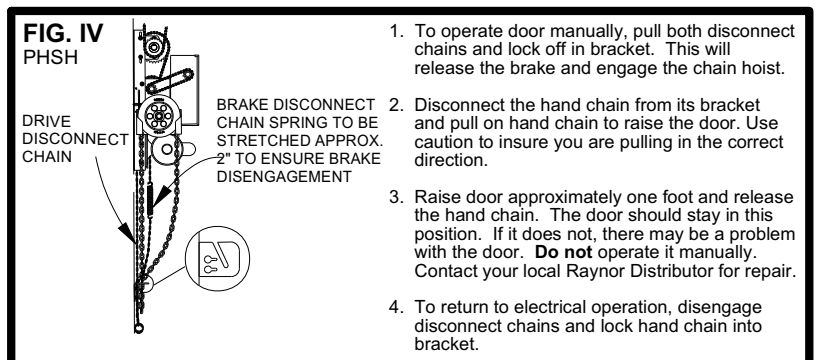 FIG. IV
PHSH
DRIVE
DISCONNECT
CHAIN
BRAKE DISCONNECT
CHAIN SPRING TO BE
STRETCHED APPROX.
2" TO ENSURE BRAKE
DISENGAGEMENT
1. To operate door manually, pull both disconnect
chains and lock off in bracket. This will
release the brake and engage the chain hoist.
2. Disconnect the hand chain from its bracket
and pull on hand chain to raise the door. Use
caution to insure you are pulling in the correct
direction.
3. Raise door approximately one foot and release
the hand chain. The door should stay in this
position. If it does not, there may be a problem
with the door. Do not operate it manually.
Contact your local Raynor Distributor for repair.
4. To return to electrical operation, disengage
disconnect chains and lock hand chain into
bracket.